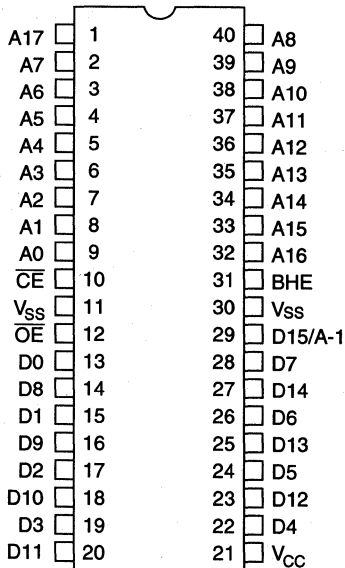 A17 1 40 A8
A7 2 39 A9
A6 3 38 A10
A5 4 37 A11
A4 5 36 A12
A3 6 35 A13
A2 7 34 A14
A1 8 33 A15
A0 9 32 A16
C̅E̅ 10 31 BHE
VSS 11 30 VSS
O̅E̅ 12 29 D15/A-1
D0 13 28 D7
D8 14 27 D14
D1 15 26 D6
D9 16 25 D13
D2 17 24 D5
D10 18 23 D12
D3 19 22 D4
D11 20 21 VCC